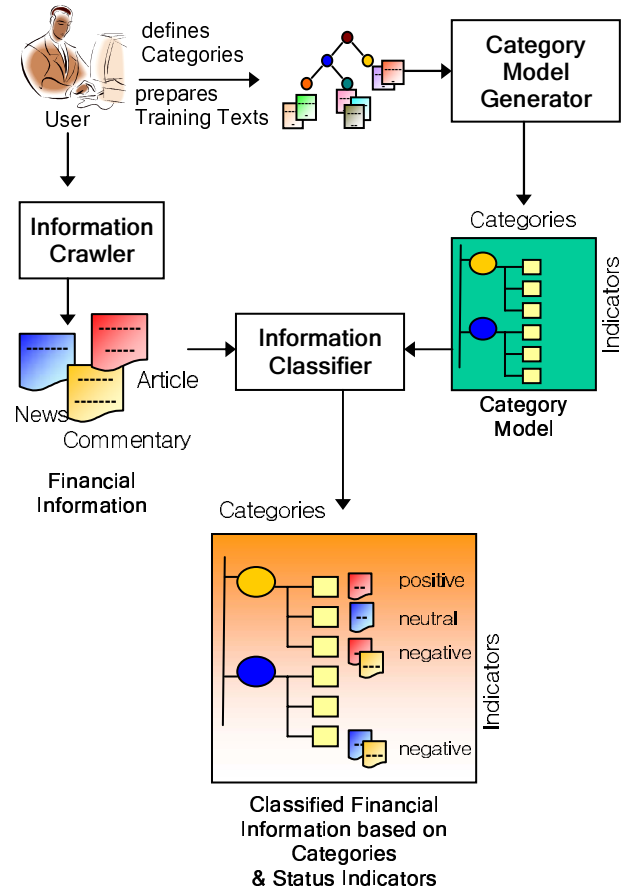 defines
Categories
prepares
Training Texts
User
Category
Model
Generator
Information
Crawler
Categories
Indicators
Information
Classifier
Category
Model
News
Article
Commentary
Financial
Information
Categories
positive
neutral
negative
negative
Indicators
Classified Financial
Information based on
Categories
& Status Indicators